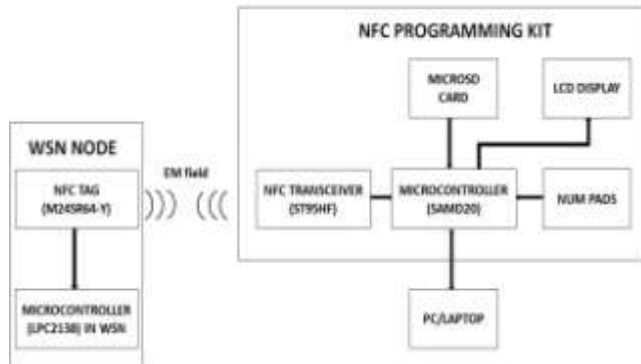 NFC PROGRAMMING KIT
MICROSD
CARD
LCD DISPLAY
WSN NODE
EM field
NFC TAG
(M24SR64-Y)
NFC TRANSCEIVER
(ST95HF)
MICROCONTROLLER
(SAMD20)
NUM PADS
MICROCONTROLLER
(LPC2138) IN WSN
PC/LAPTOP